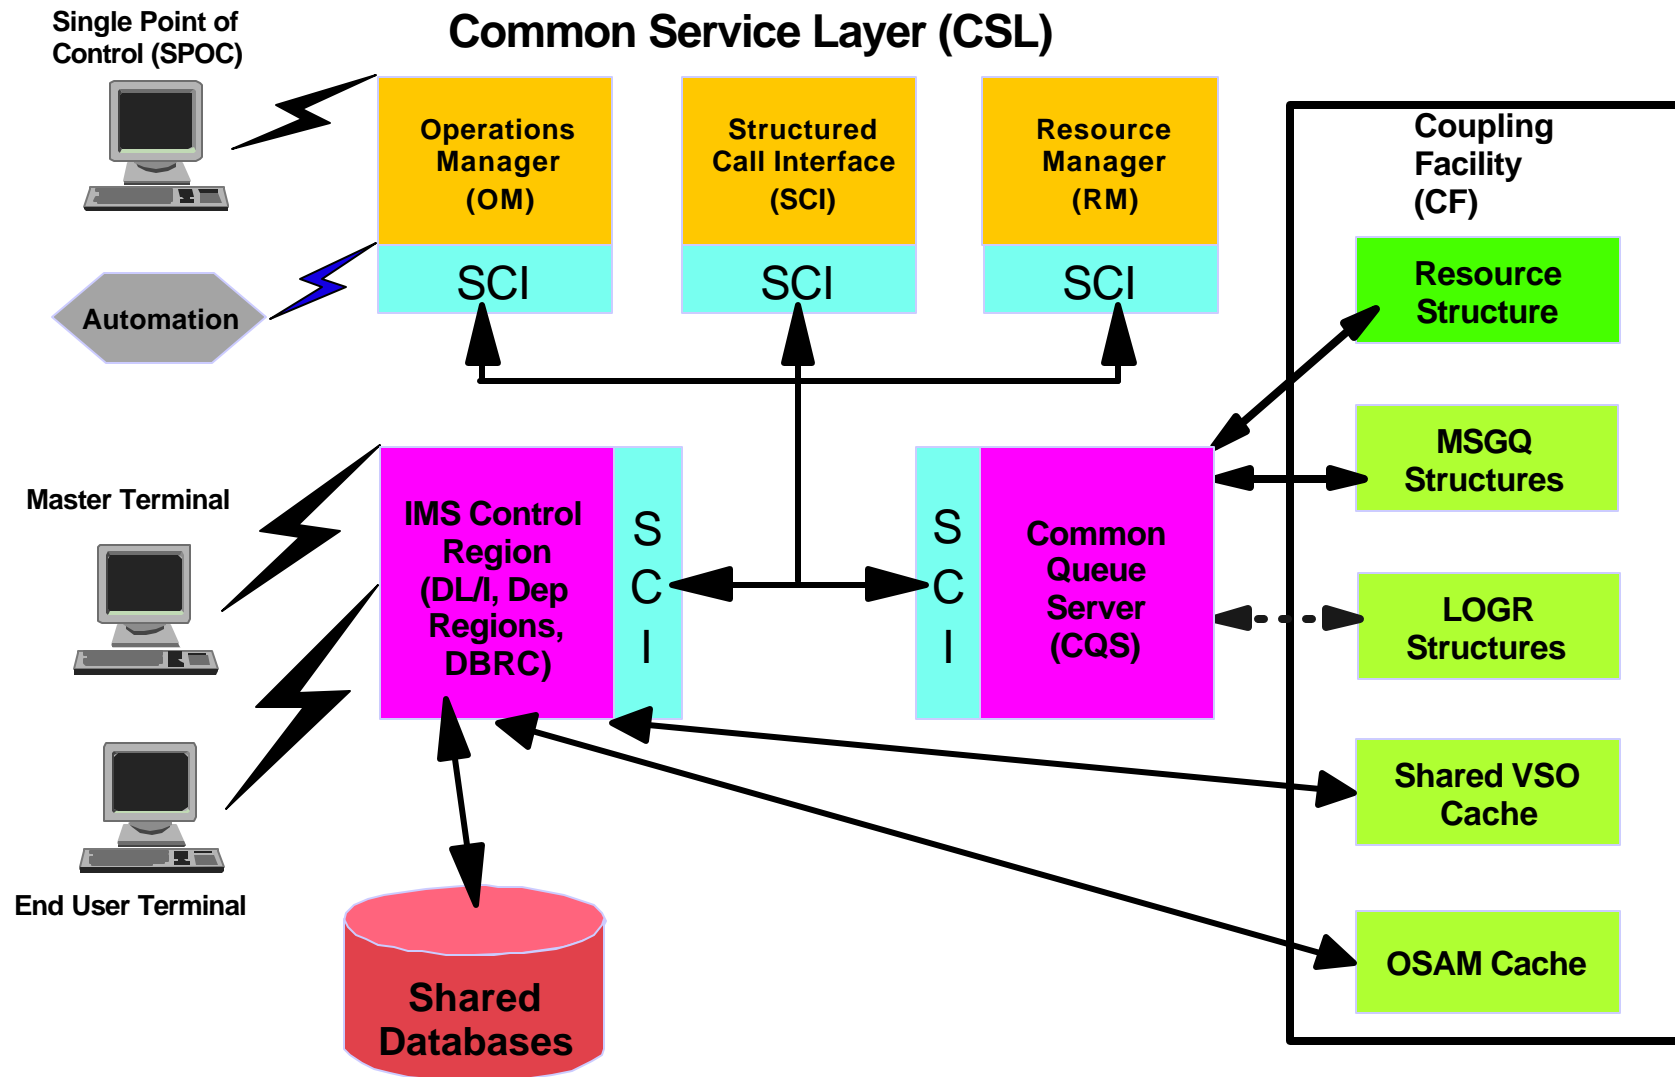 Single Point of
Control (SPOC)
Common Service Layer (CSL)
Operations
Manager
(OM)
SCI
Structured
Call Interface
(SCI)
SCI
Resource
Manager
(RM)
SCI
Coupling
Facility
(CF)
Automation
Resource
Structure
MSGQ
Structures
LOGR
Structures
Shared VSO
Cache
OSAM Cache
Master Terminal
IMS Control
Region
(DL/I, Dep
Regions,
DBRC)
S
C
I
S
C
I
Common
Queue
Server
(CQS)
End User Terminal
Shared
Databases